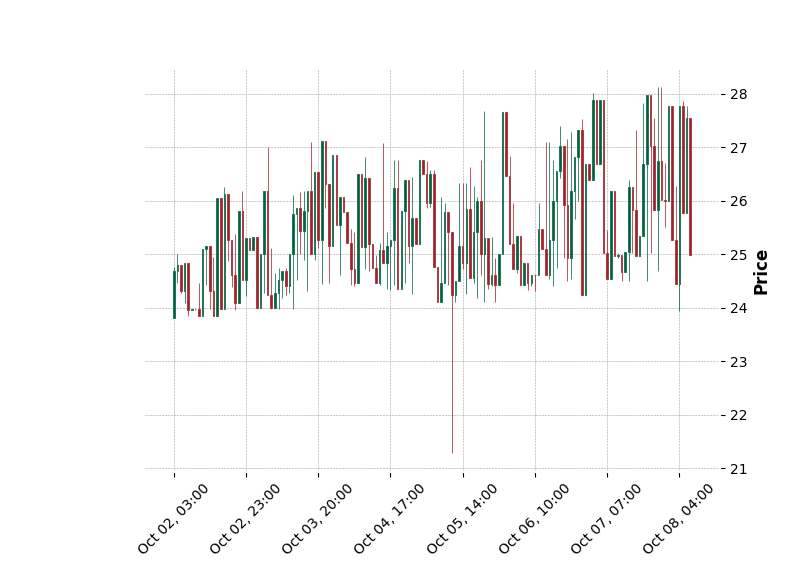 28
27
26
25
24
23
22
21
Price
Oct 02, 03:00
Oct 02, 23:00
Oct 03, 20:00
Oct 04, 17:00
Oct 05, 14:00
Oct 06, 10:00
Oct 07, 07:00
Oct 08, 04:00